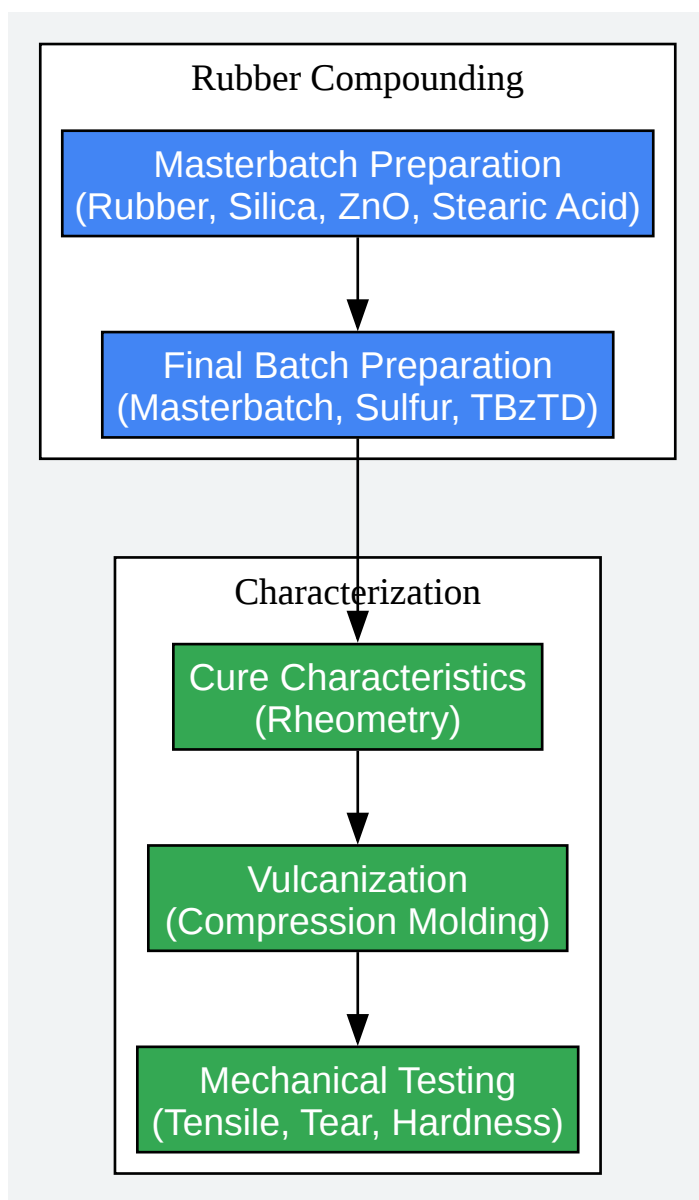 Rubber Compounding
Masterbatch Preparation
(Rubber, Silica, ZnO, Stearic Acid)
Final Batch Preparation
(Masterbatch, Sulfur, TBzTD)
Characterization
Cure Characteristics
(Rheometry)
Vulcanization
(Compression Molding)
Mechanical Testing
(Tensile, Tear, Hardness)